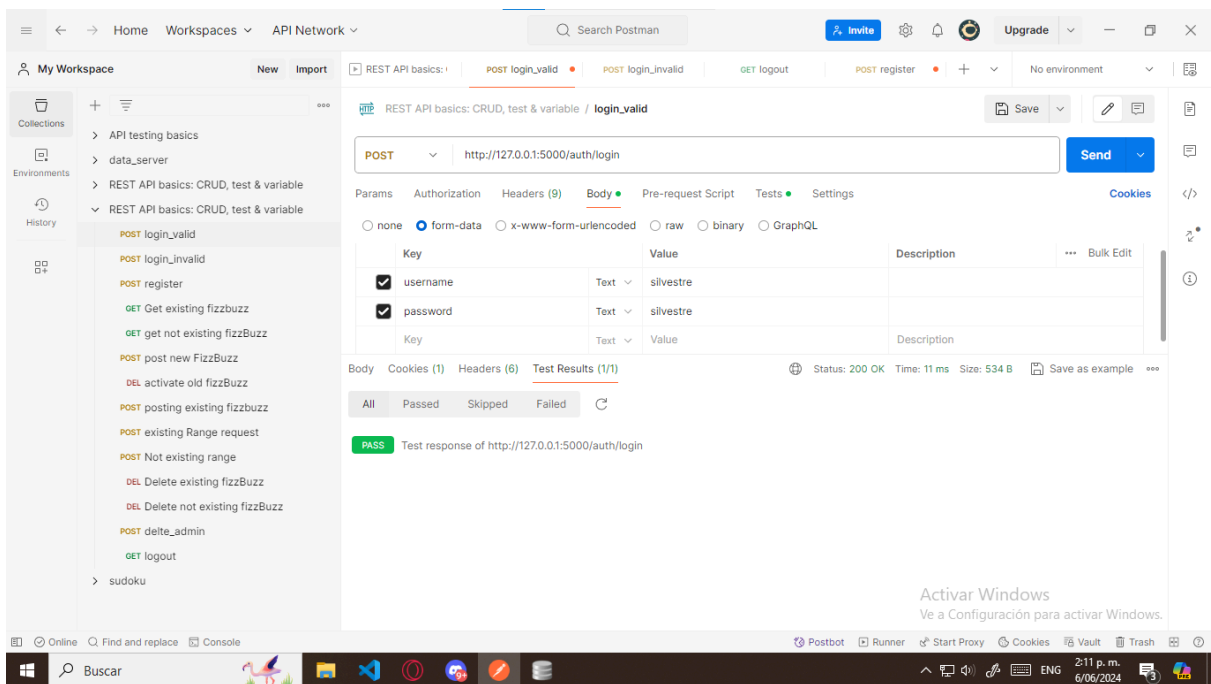 Home Workspaces API Network Search Postman Invite Upgrade
My Workspace New Import REST API basics: POST login_valid POST login_invalid GET logout POST register No environment
Collections
Environments
History
API testing basics
data_server
REST API basics: CRUD, test & variable
REST API basics: CRUD, test & variable
POST login_valid
POST login_invalid
POST register
GET Get existing fizzbuzz
GET get not existing fizzBuzz
POST post new FizzBuzz
DEL activate old fizzBuzz
POST posting existing fizzbuzz
POST existing Range request
POST Not existing range
DEL Delete existing fizzBuzz
DEL Delete not existing fizzBuzz
POST delte_admin
GET logout
sudoku
HTTP REST API basics: CRUD, test & variable / login_valid Save
POST http://127.0.0.1:5000/auth/login Send
Params Authorization Headers (9) Body Pre-request Script Tests Settings Cookies
none form-data x-www-form-urlencoded raw binary GraphQL
Key Value Description Bulk Edit
username Text silvestre
password Text silvestre
Key Text Value Description
Body Cookies (1) Headers (6) Test Results (1/1) Status: 200 OK Time: 11 ms Size: 534 B Save as example
All Passed Skipped Failed
PASS Test response of http://127.0.0.1:5000/auth/login
Activar Windows
Ve a Configuración para activar Windows.
Online Find and replace Console Postbot Runner Start Proxy Cookies Vault Trash
Buscar 9+ ENG 2:11 p. m. 3 PRE
6/06/2024